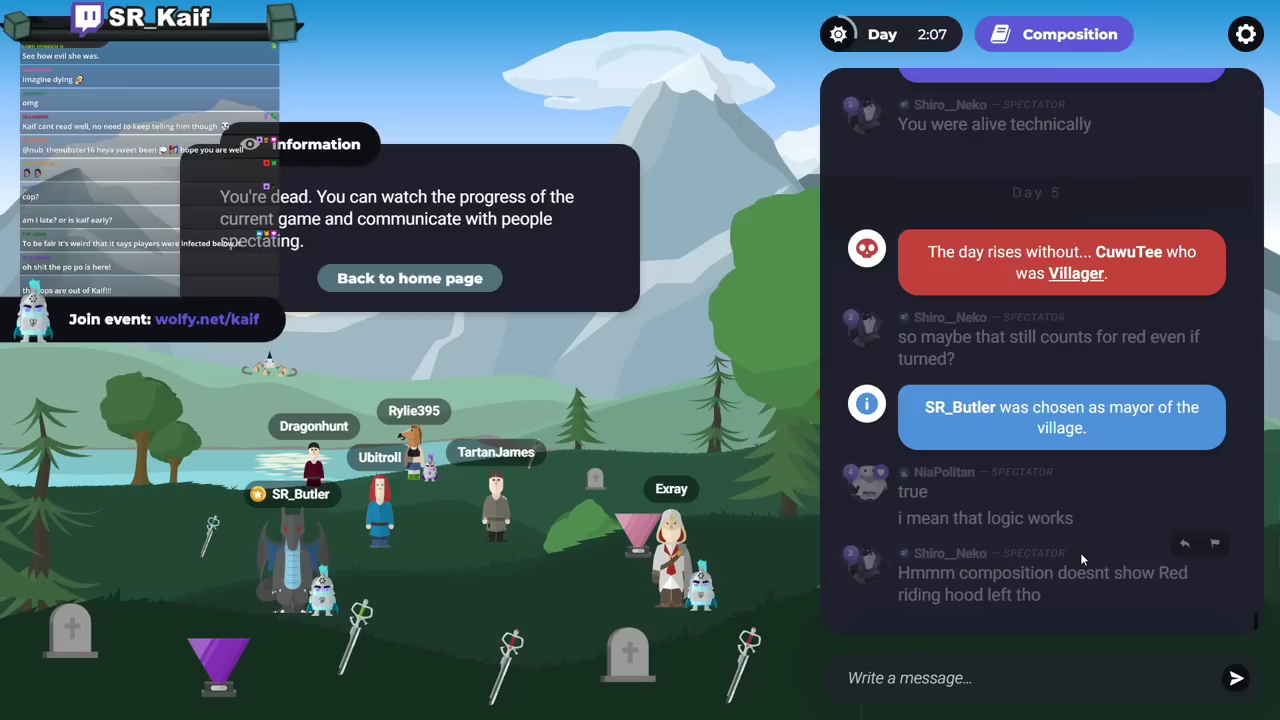 SR_Kaif
See how evil she was.
Imagine dying
omg
Kaif cant read well, no need to keep telling him though
@nub_thenubster16 heya sweet bean hope you are well
cop?
am I late? or is kaif early?
To be fair it's weird that it says players were infected below
oh shit the po po is here!
cops are out of Kaif!!!
Join event: wolfy.net/kaif
Information
You're dead. You can watch the progress of the
current game and communicate with people
spectating.
Back to home page
Rylie395
Dragonhunt
Ubitroll
TartanJames
SR_Butler
Exray
Day 2:07
Composition
Shiro__Neko — SPECTATOR
You were alive technically
Day 5
The day rises without... CuwuTee who
was Villager.
Shiro__Neko — SPECTATOR
so maybe that still counts for red even if
turned?
SR_Butler was chosen as mayor of the
village.
NiaPolitan — SPECTATOR
true
i mean that logic works
Shiro__Neko — SPECTATOR
Hmmm composition doesnt show Red
riding hood left tho
Write a message...